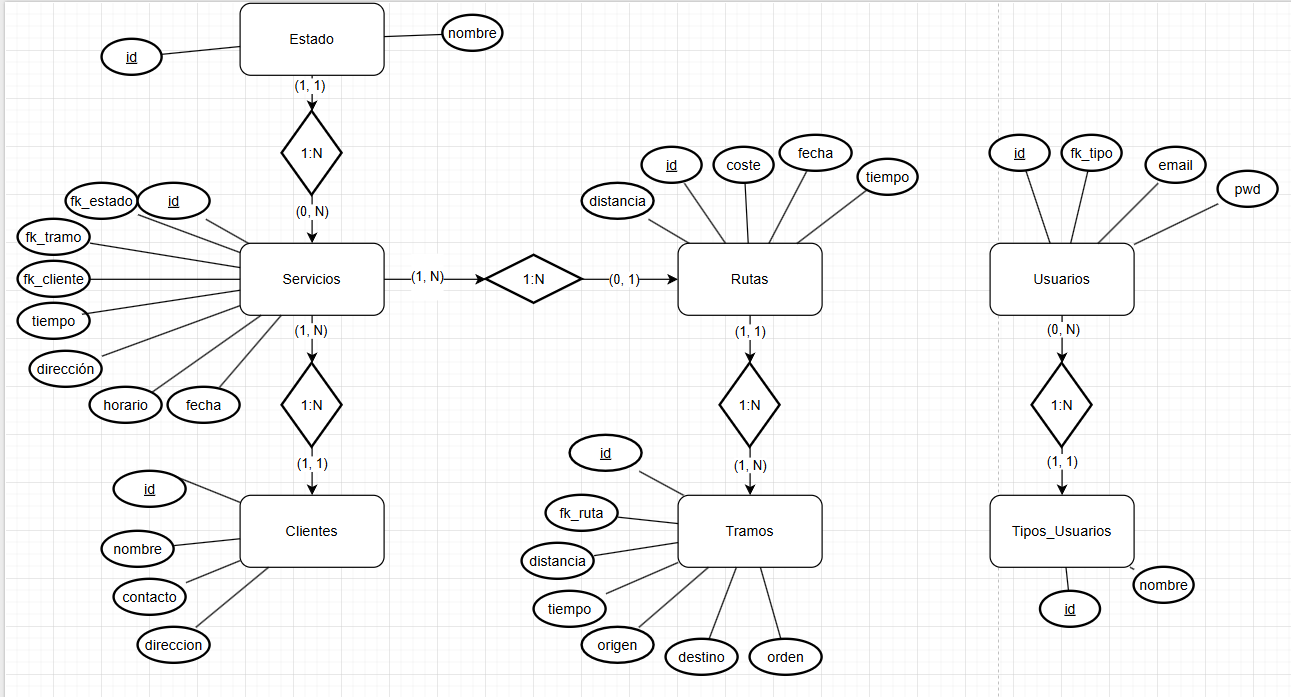 Estado
nombre
id
(1, 1)
1:N
(0, N)
fk_estado
id
fk_tramo
fk_cliente
tiempo
dirección
horario
fecha
Servicios
(1, N)
1:N
(0, 1)
distancia
id
coste
fecha
tiempo
Rutas
id
fk_tipo
email
pwd
Usuarios
(1, N)
1:N
(1, 1)
id
nombre
contacto
direccion
Clientes
(1, 1)
1:N
(1, N)
id
fk_ruta
distancia
tiempo
origen
destino
orden
Tramos
(0, N)
1:N
(1, 1)
Tipos_Usuarios
nombre
id